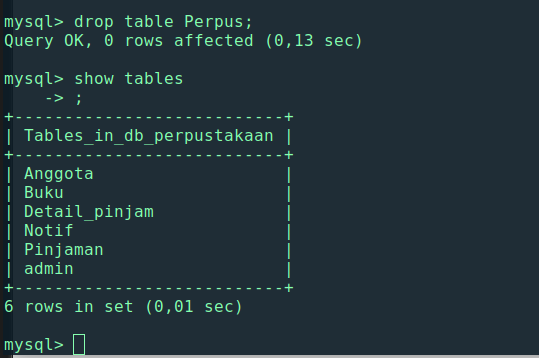 mysql> drop table Perpus;
Query OK, 0 rows affected (0,13 sec)
mysql> show tables
    -> ;
+---------------------------+
| Tables_in_db_perpustakaan |
+---------------------------+
| Anggota                   |
| Buku                      |
| Detail_pinjam             |
| Notif                     |
| Pinjaman                  |
| admin                     |
+---------------------------+
6 rows in set (0,01 sec)
mysql>